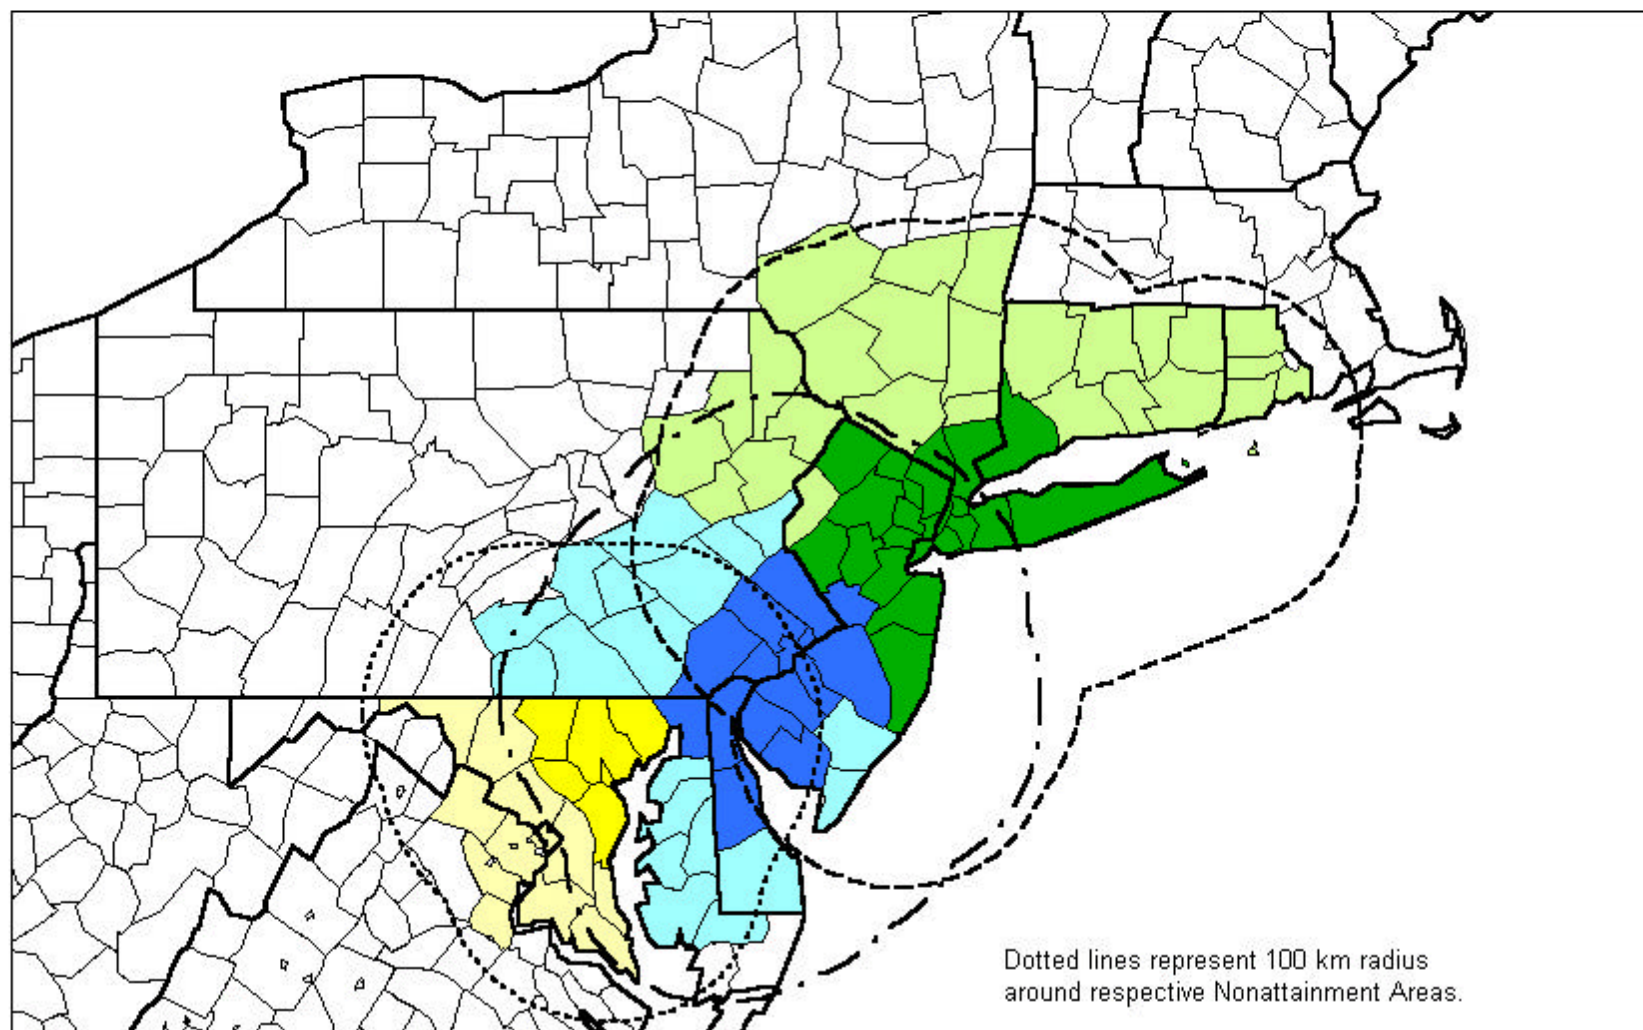 Dotted lines represent 100 km radius
around respective Nonattainment Areas.